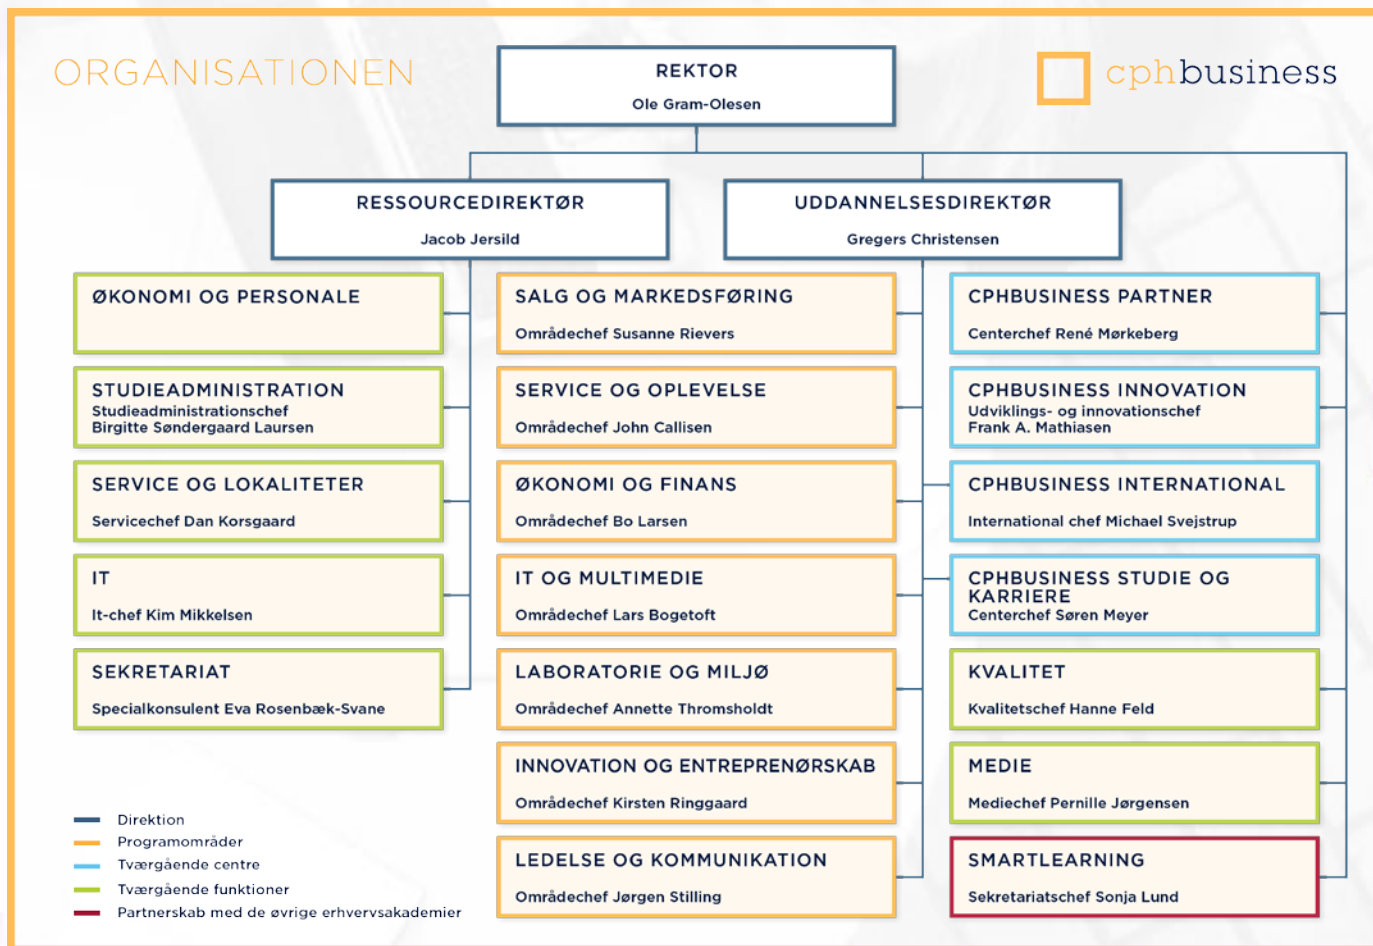 ORGANISATIONEN
cphbusiness
REKTOR
Ole Gram-Olesen
RESSOURCEDIREKTØR
Jacob Jersild
UDDANNELSESDIREKTØR
Gregers Christensen
ØKONOMI OG PERSONALE
STUDIEADMINISTRATION
Studieadministrationschef
Birgitte Søndergaard Laursen
SERVICE OG LOKALITETER
Servicechef Dan Korsgaard
IT
It-chef Kim Mikkelsen
SEKRETARIAT
Specialkonsulent Eva Rosenbæk-Svane
SALG OG MARKEDSFØRING
Områdechef Susanne Rievers
SERVICE OG OPLEVELSE
Områdechef John Callisen
ØKONOMI OG FINANS
Områdechef Bo Larsen
IT OG MULTIMEDIE
Områdechef Lars Bogetoft
LABORATORIE OG MILJØ
Områdechef Annette Thromsholdt
INNOVATION OG ENTREPRENØRSKAB
Områdechef Kirsten Ringgaard
LEDELSE OG KOMMUNIKATION
Områdechef Jørgen Stilling
CPHBUSINESS PARTNER
Centerchef René Mørkeberg
CPHBUSINESS INNOVATION
Udviklings- og innovationschef
Frank A. Mathiasen
CPHBUSINESS INTERNATIONAL
International chef Michael Svejstrup
CPHBUSINESS STUDIE OG
KARRIERE
Centerchef Søren Meyer
KVALITET
Kvalitetschef Hanne Feld
MEDIE
Mediechef Pernille Jørgensen
SMARTLEARNING
Sekretariatschef Sonja Lund
Direktion
Programområder
Tværgående centre
Tværgående funktioner
Partnerskab med de øvrige erhvervsakademier